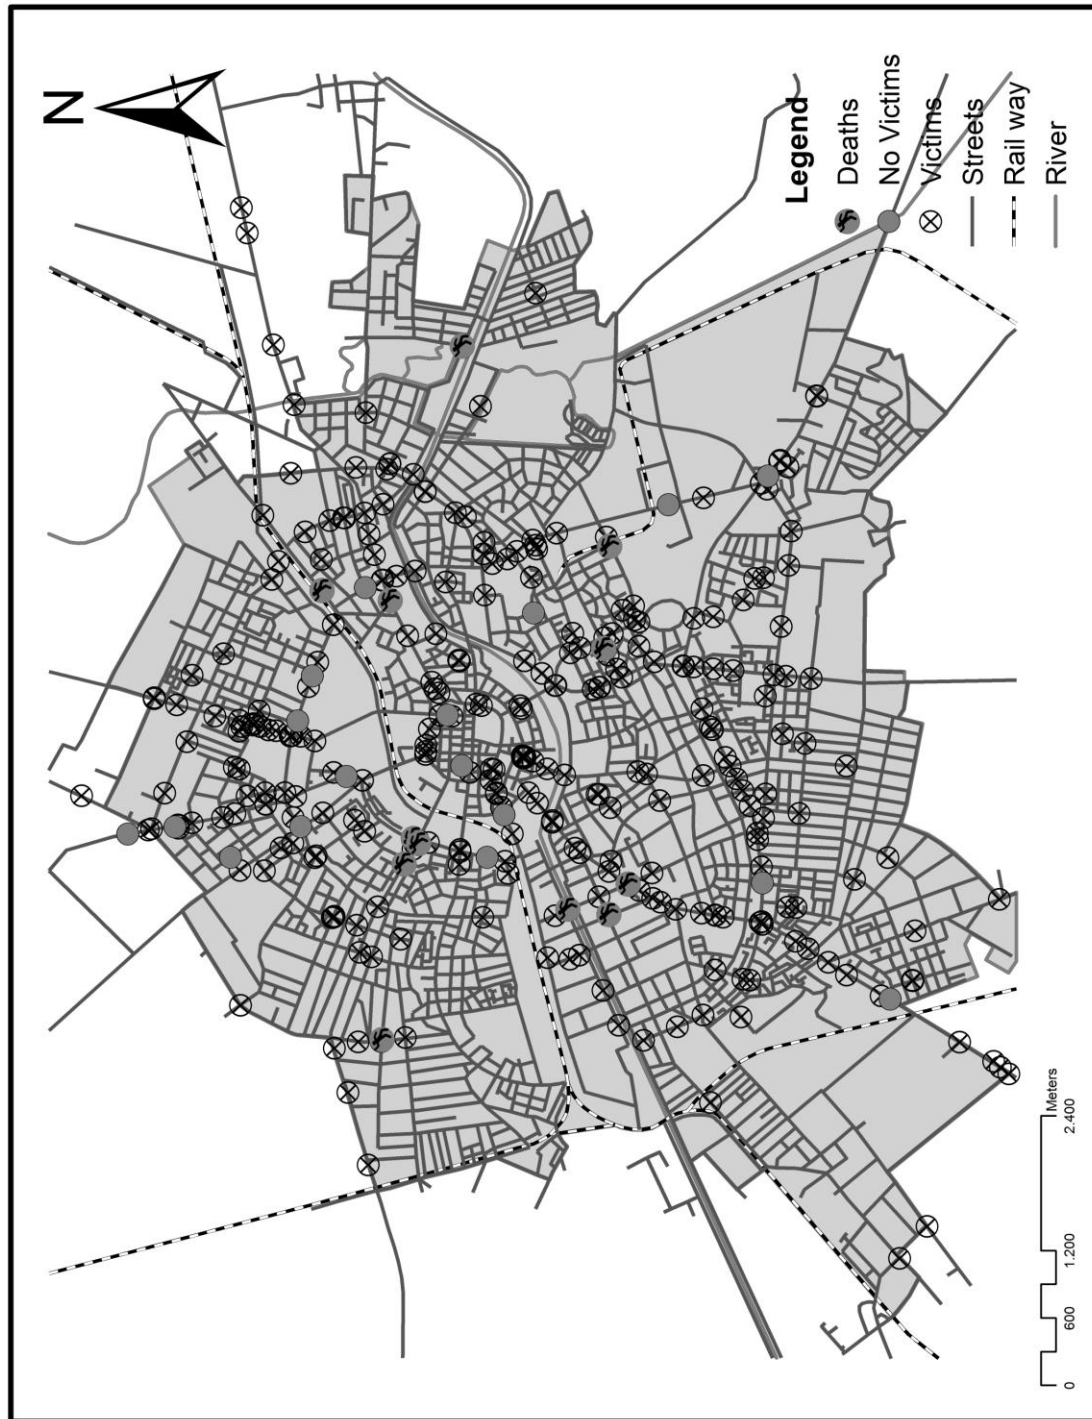 N
Legend
Deaths
No Victims
Victims
Streets
Rail way
River
Meters
0 600 1.200 2.400